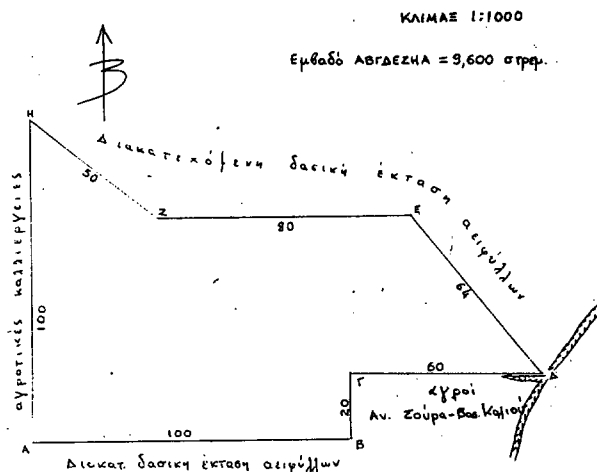 ΚΛΙΜΑΞ 1:1000
Εμβαδό ΑΒΓΔΕΖΗΑ = 9,600 στρεμ.
Β
Η
Διακατεχόμενη δασική έκταση αειφύλλων
50
Ζ
80
Ε
64
αγροτικές καλλιέργειες
100
Γ
60
Δ
αγροί
Αν. Ζούρα-Βασ. Καλιού
20
Α
100
Β
Διακατ. δασική έκταση αειφύλλων